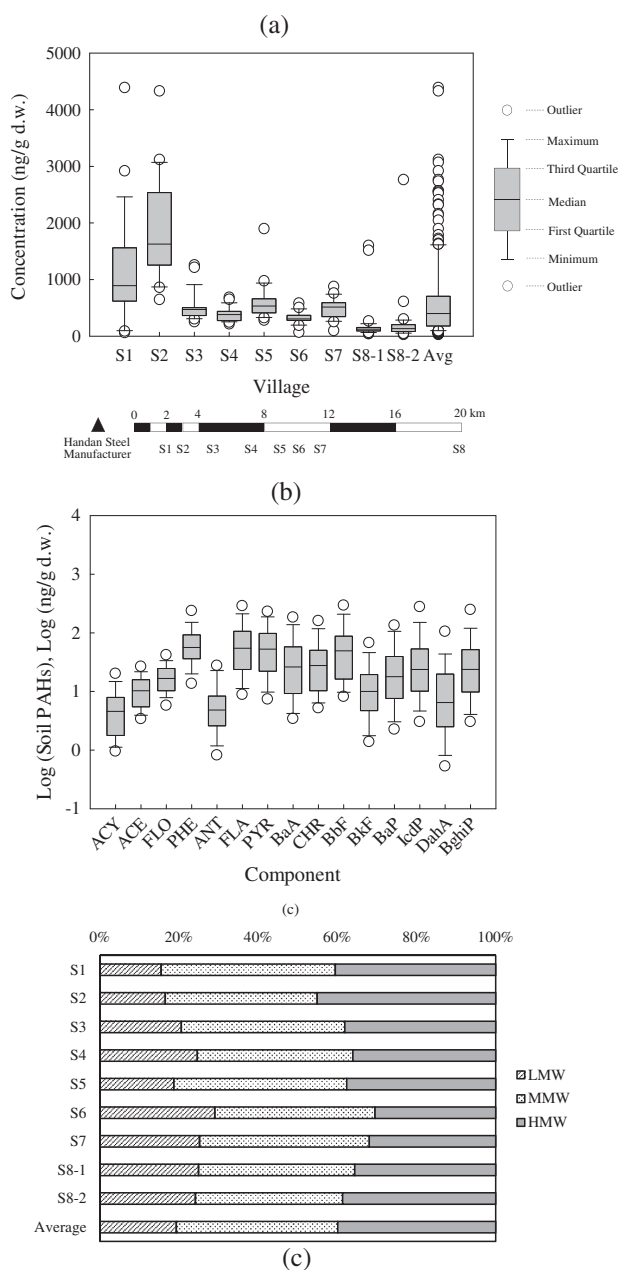 (a)
Concentration (ng/g d.w.)
5000
4000
3000
2000
1000
0
S1 S2 S3 S4 S5 S6 S7 S8-1 S8-2 Avg
Village
Outlier
Maximum
Third Quartile
Median
First Quartile
Minimum
Outlier
0 2 4 8 12 16 20 km
Handan Steel
Manufacturer
S1 S2 S3 S4 S5 S6 S7 S8
(b)
Log (Soil PAHs), Log (ng/g d.w.)
4
3
2
1
0
-1
ACY ACE FLO PHE ANT FLA PYR BaA CHR BbF BkF BaP IcdP DahA BghiP
Component
(c)
0% 20% 40% 60% 80% 100%
S1
S2
S3
S4
S5
S6
S7
S8-1
S8-2
Average
LMW
MMW
HMW
(c)